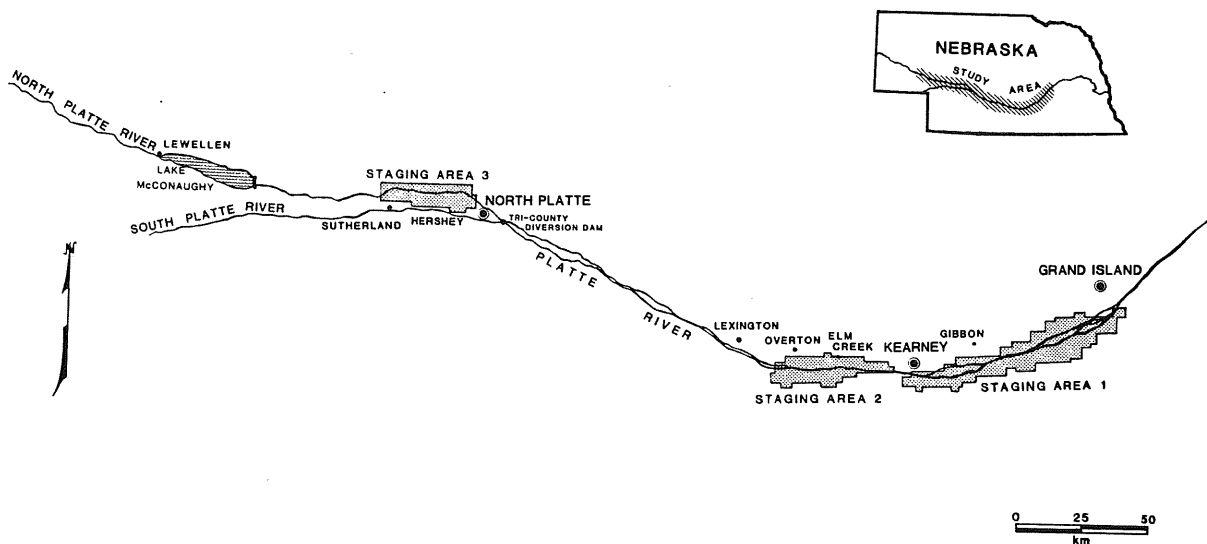 NEBRASKA
STUDY
AREA
NORTH PLATTE RIVER
LEWELLEN
LAKE
McCONAUGHY
STAGING AREA 3
NORTH PLATTE
SOUTH PLATTE RIVER
SUTHERLAND
HERSHEY
TRI-COUNTY
DIVERSION DAM
PLATTE
RIVER
N
GRAND ISLAND
LEXINGTON
OVERTON
ELM
CREEK
KEARNEY
GIBBON
STAGING AREA 1
STAGING AREA 2
0 25 50
km